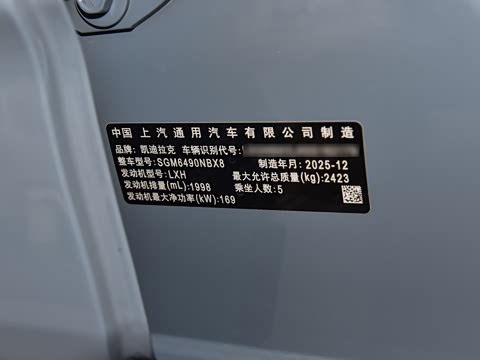 中国 上汽通用汽车有限公司制造
品牌: 凯迪拉克 车辆识别代号:
整车型号: SGM6490NBX8 制造年月: 2025-12
发动机型号: LXH 最大允许总质量(kg): 2423
发动机排量(mL): 1998 乘坐人数: 5
发动机最大净功率(kW): 169